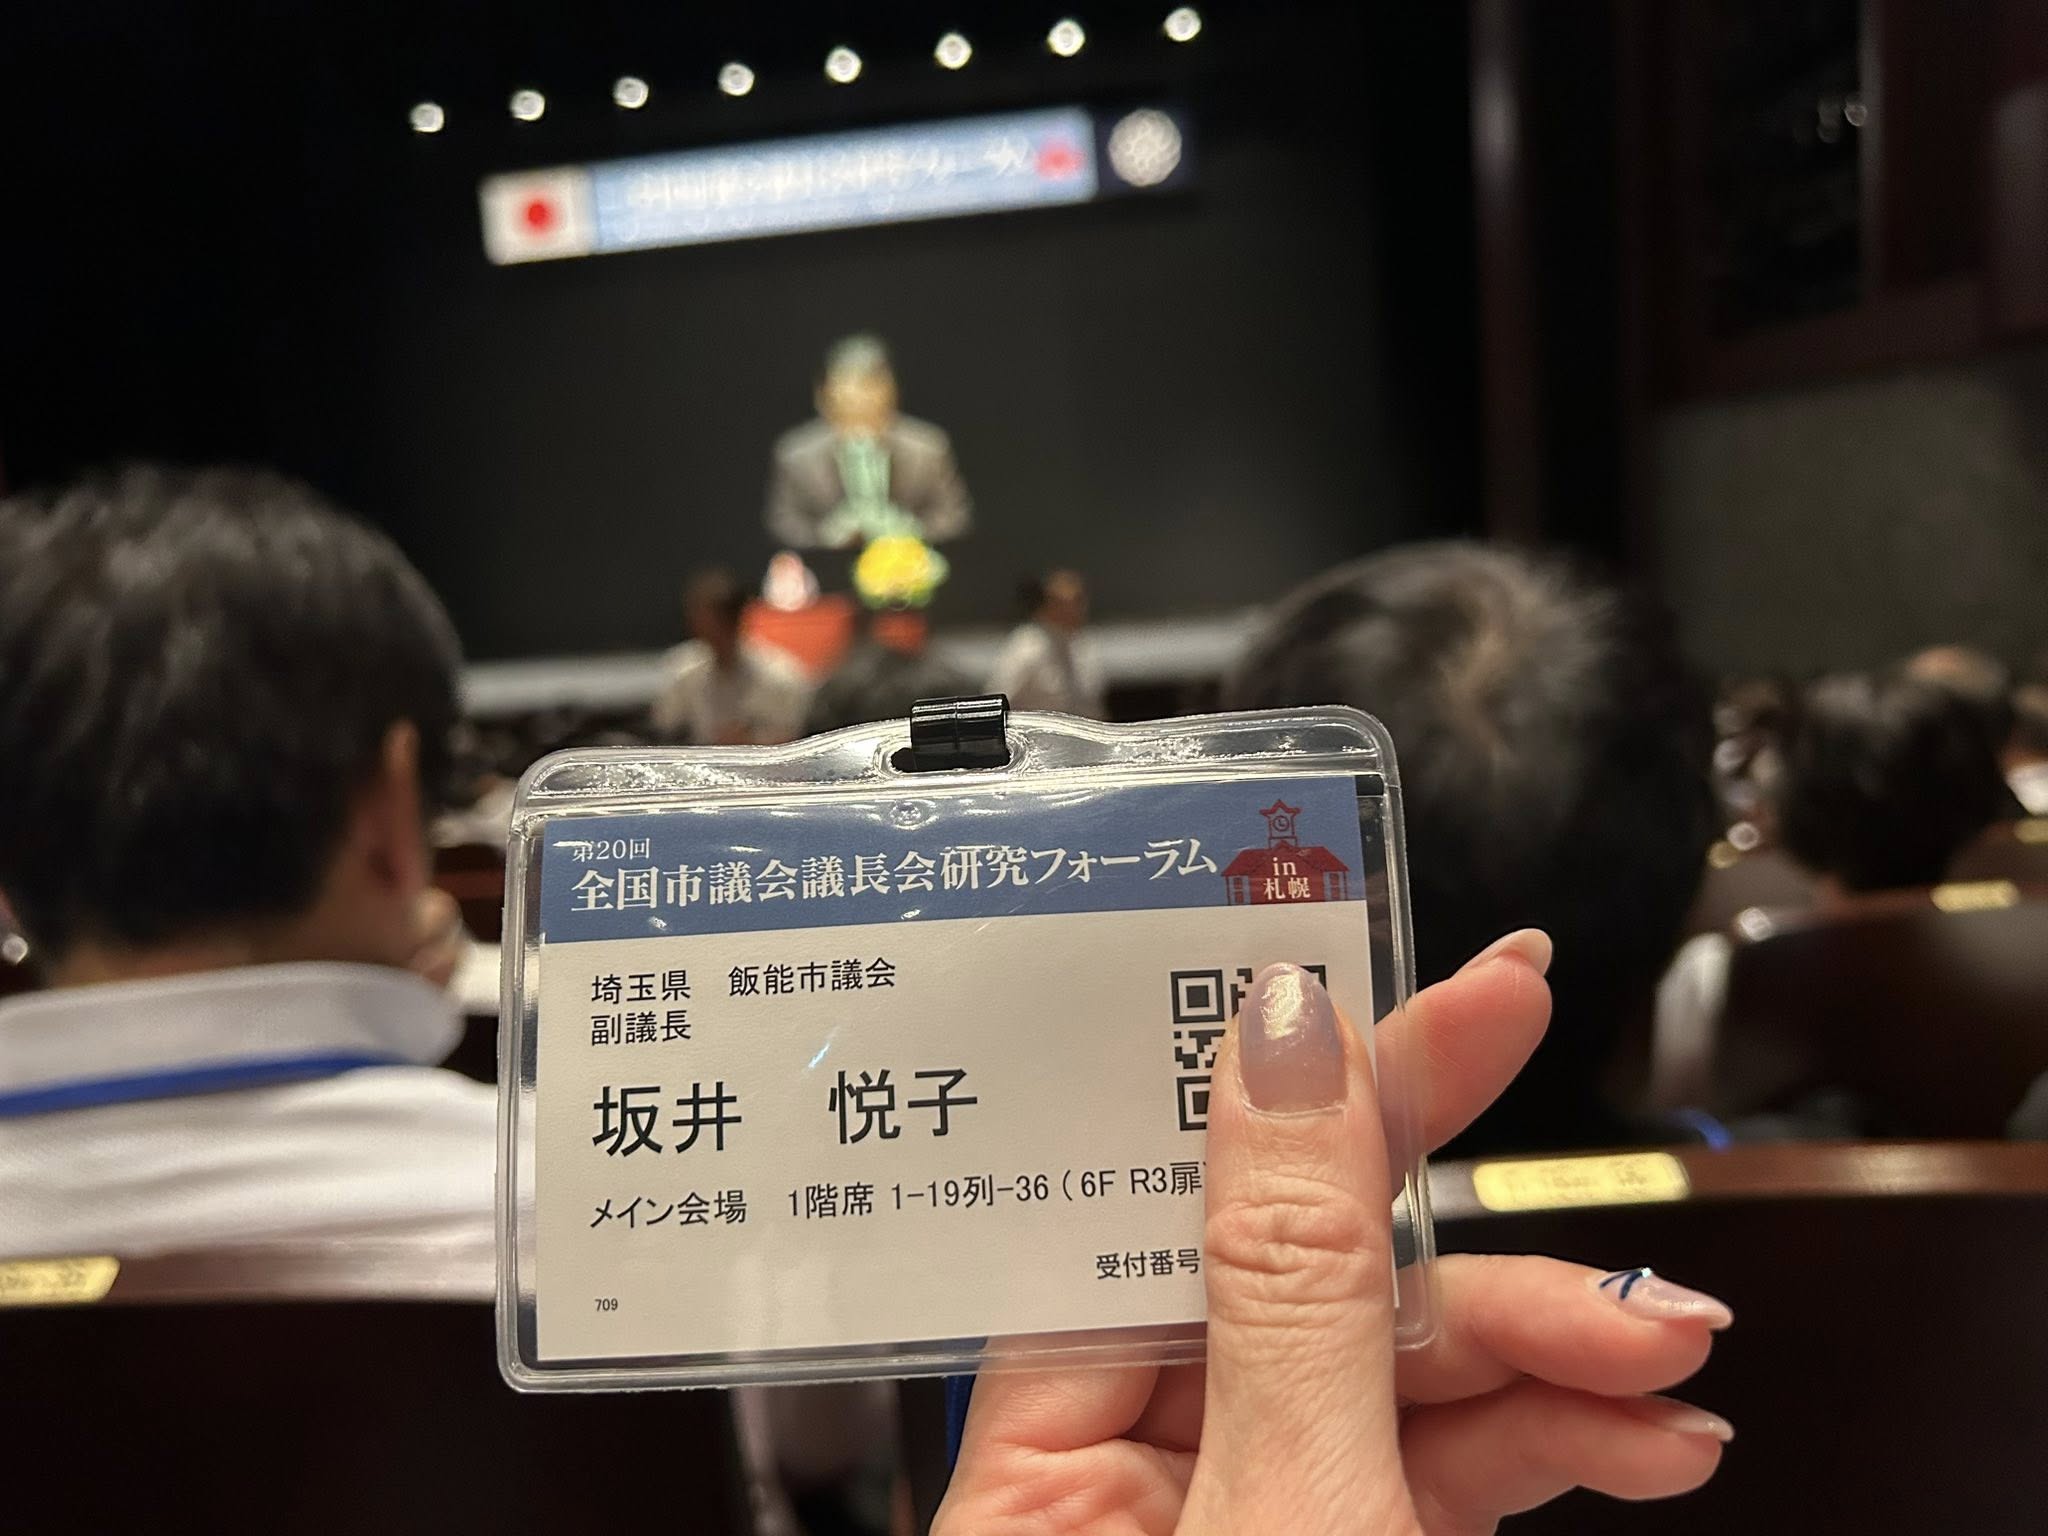 第20回
全国市議会議長会研究フォーラム
in
札幌
埼玉県　飯能市議会
副議長
坂井　悦子
メイン会場　1階席 1-19列-36 ( 6F R3扉
受付番号
709